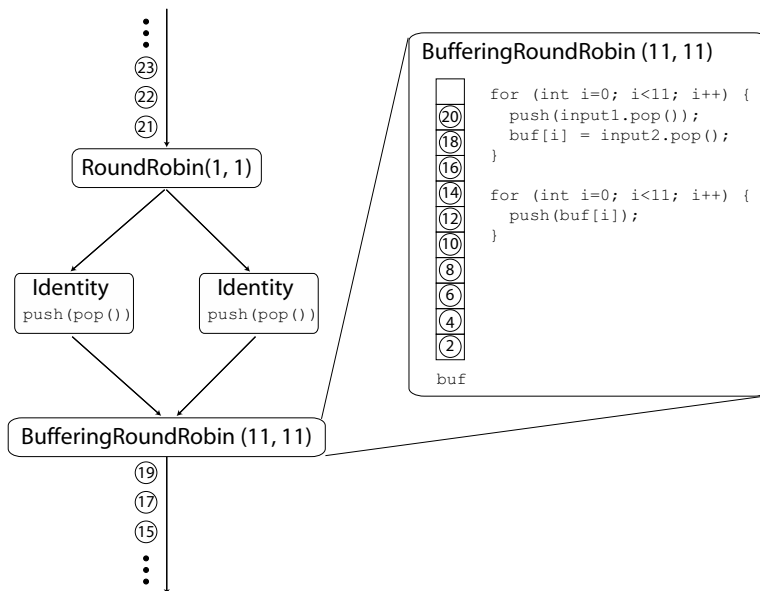 23
22
21
RoundRobin(1, 1)
Identity
push(pop())
Identity
push(pop())
BufferingRoundRobin (11, 11)
19
17
15
BufferingRoundRobin (11, 11)
20
18
16
14
12
10
8
6
4
2
buf
for (int i=0; i<11; i++) {
push(input1.pop());
buf[i] = input2.pop();
}
for (int i=0; i<11; i++) {
push(buf[i]);
}